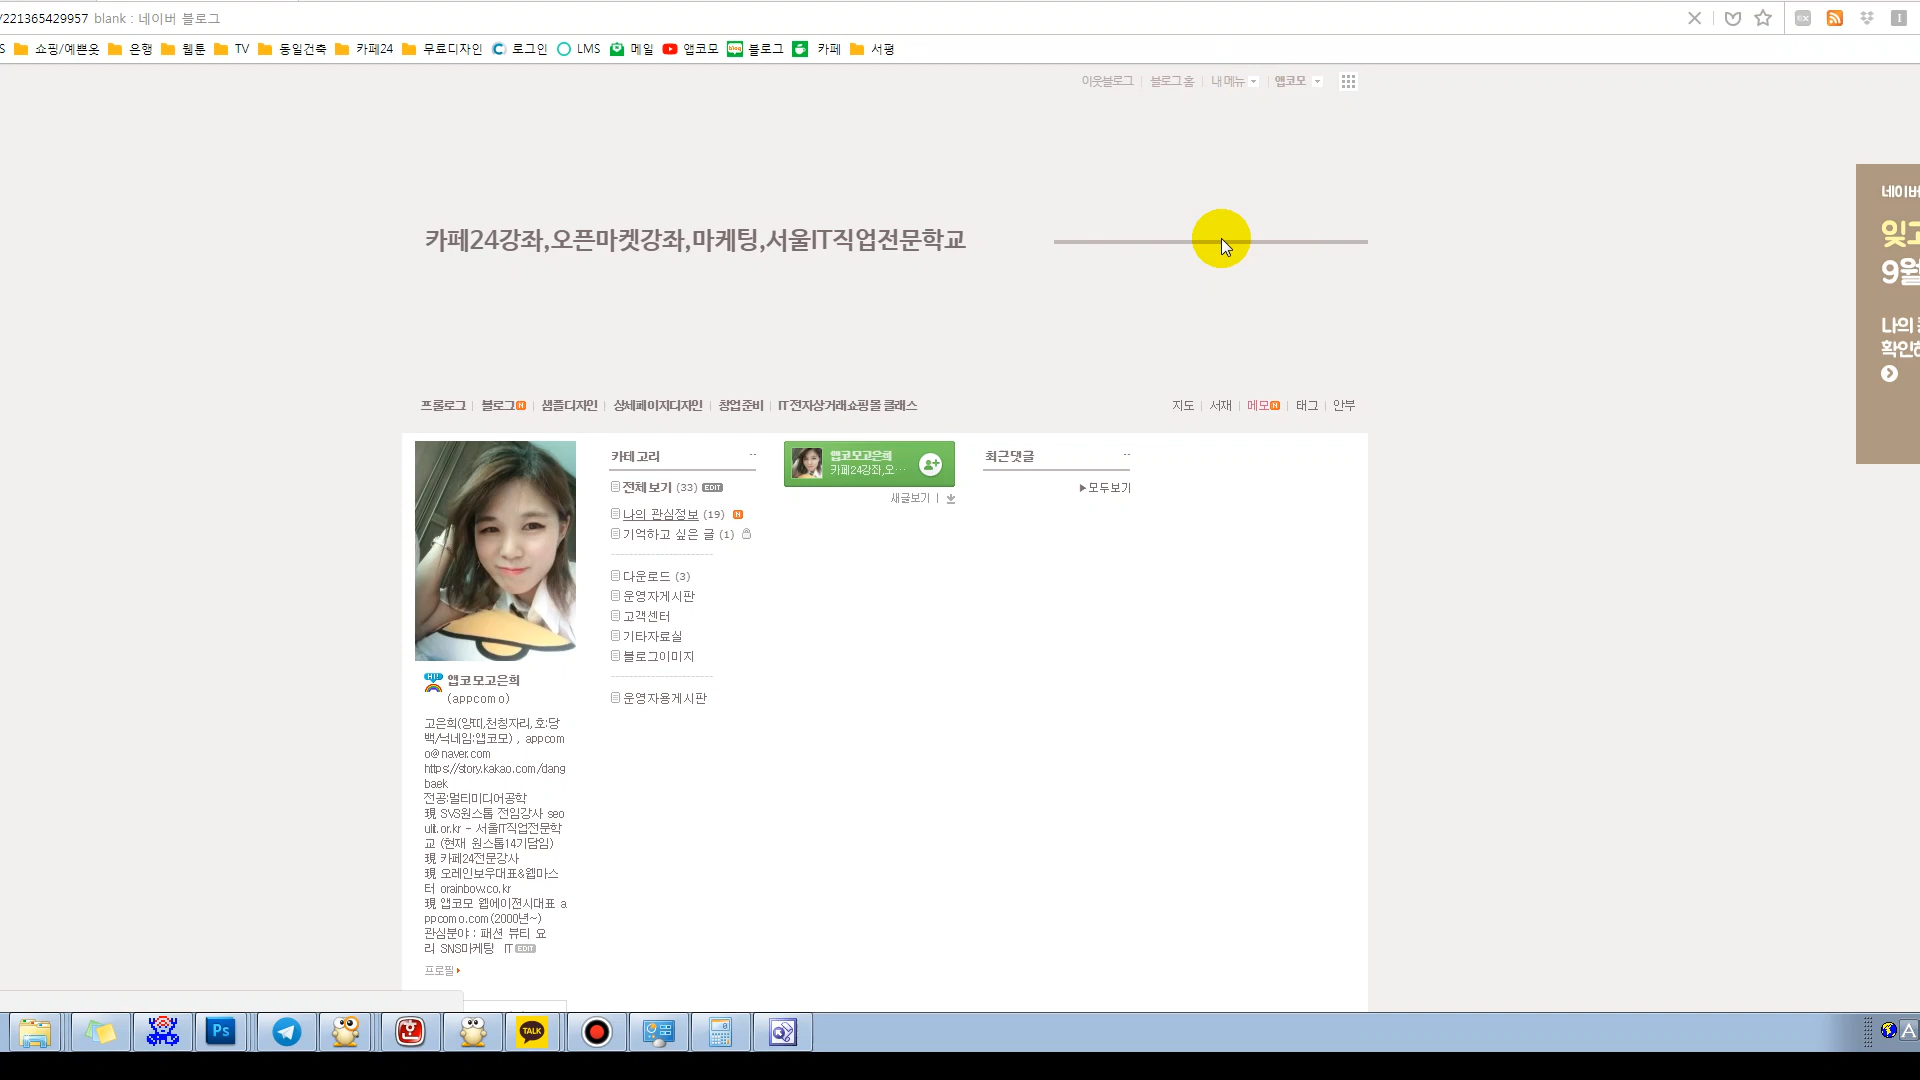 /221365429957 blank : 네이버 블로그
S 쇼핑/예쁜옷 은행 웹툰 TV 동일건축 카페24 무료디자인 로그인 LMS 메일 앱코모 블로그 카페 서평
이웃블로그 | 블로그 홈 | 내 메뉴 | 앱코모
네이버
잊고
9월
나의
확인하
카페24강좌,오픈마켓강좌,마케팅,서울IT직업전문학교
프롤로그 | 블로그 N | 샘플디자인 | 상세페이지디자인 | 창업준비 | IT전자상거래쇼핑몰 클래스
지도 | 서재 | 메모 N | 태그 | 안부
앱코모고은희
(appcomo)
고은희(양띠,천칭자리,호:당
백/닉네임:앱코모) , appcom
o@naver.com
https://story.kakao.com/dang
baek
전공:멀티미디어공학
現 SVS원스톱 전임강사 seo
ulit.or.kr - 서울IT직업전문학
교 (현재 원스톱14기담임)
現 카페24전문강사
現 오레인보우대표&웹마스
터 orainbow.co.kr
現 앱코모 웹에이젼시대표 a
ppcomo.com(2000년~)
관심분야 : 패션 뷰티 요
리 SNS마케팅 IT EDIT
프로필
카테고리
전체보기 (33) EDIT
나의 관심정보 (19) N
기억하고 싶은 글 (1)
다운로드 (3)
운영자게시판
고객센터
기타자료실
블로그이미지
운영자용게시판
앱코모고은희
카페24강좌,오…
새글보기 |
최근댓글
▶모두보기
Ps
TALK
A